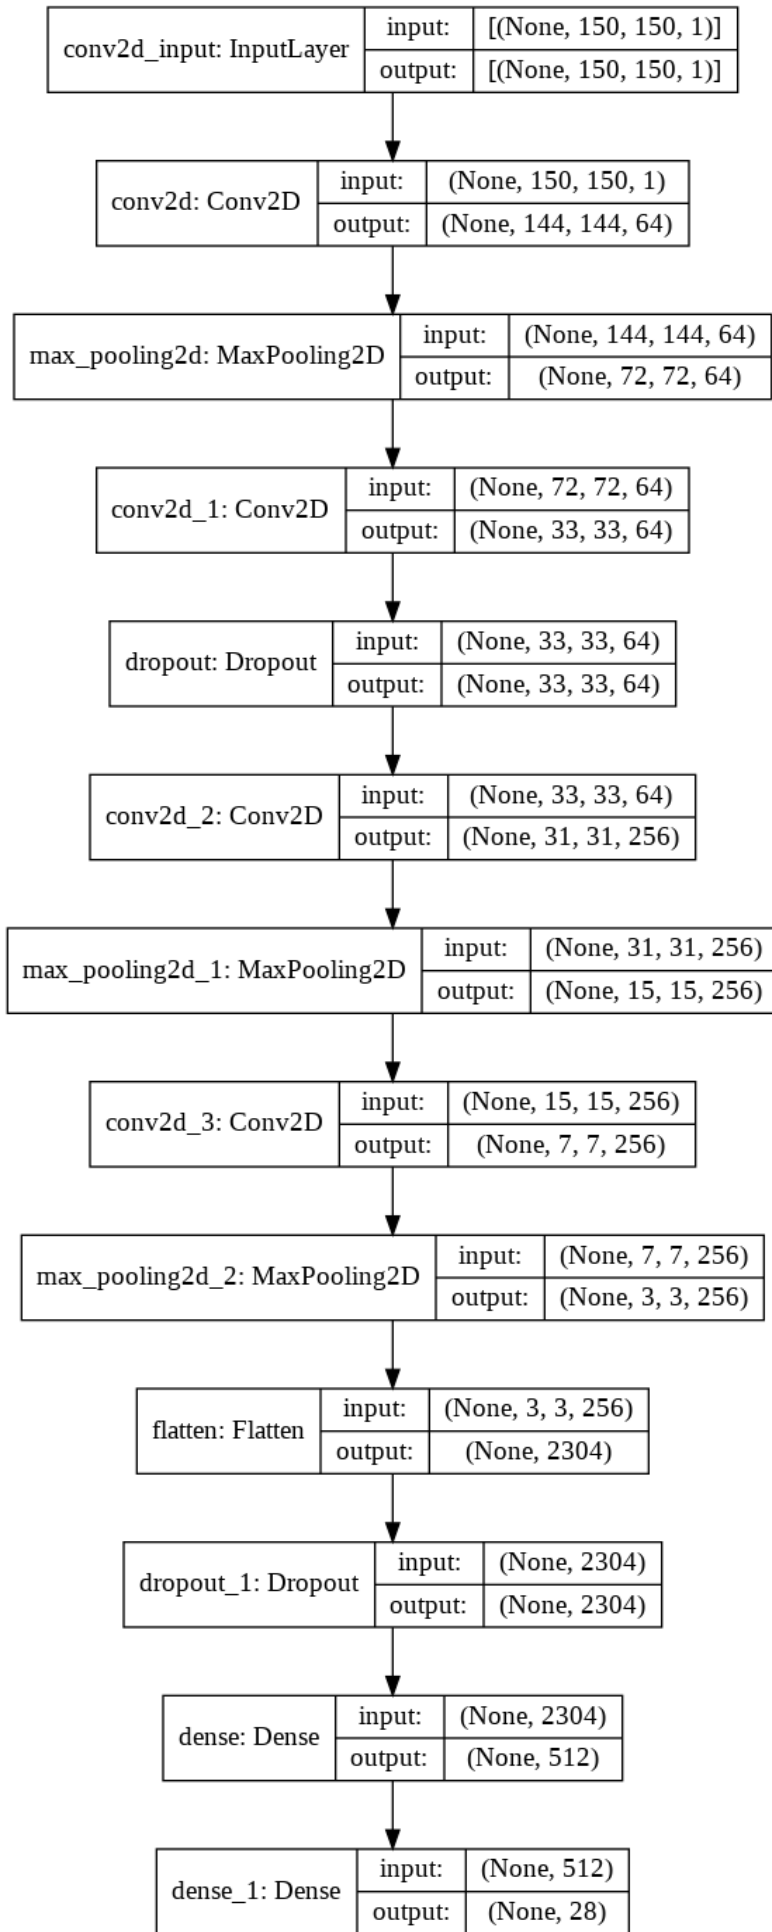 conv2d_input: InputLayer
input: [(None, 150, 150, 1)]
output: [(None, 150, 150, 1)]
conv2d: Conv2D
input: (None, 150, 150, 1)
output: (None, 144, 144, 64)
max_pooling2d: MaxPooling2D
input: (None, 144, 144, 64)
output: (None, 72, 72, 64)
conv2d_1: Conv2D
input: (None, 72, 72, 64)
output: (None, 33, 33, 64)
dropout: Dropout
input: (None, 33, 33, 64)
output: (None, 33, 33, 64)
conv2d_2: Conv2D
input: (None, 33, 33, 64)
output: (None, 31, 31, 256)
max_pooling2d_1: MaxPooling2D
input: (None, 31, 31, 256)
output: (None, 15, 15, 256)
conv2d_3: Conv2D
input: (None, 15, 15, 256)
output: (None, 7, 7, 256)
max_pooling2d_2: MaxPooling2D
input: (None, 7, 7, 256)
output: (None, 3, 3, 256)
flatten: Flatten
input: (None, 3, 3, 256)
output: (None, 2304)
dropout_1: Dropout
input: (None, 2304)
output: (None, 2304)
dense: Dense
input: (None, 2304)
output: (None, 512)
dense_1: Dense
input: (None, 512)
output: (None, 28)